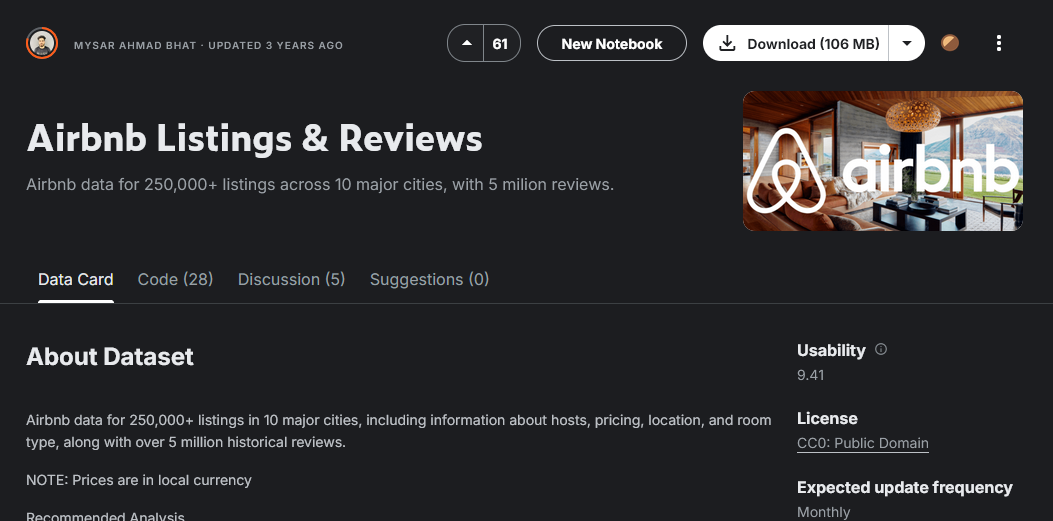 MYSAR AHMAD BHAT · UPDATED 3 YEARS AGO
61
New Notebook
Download (106 MB)
Airbnb Listings & Reviews
Airbnb data for 250,000+ listings across 10 major cities, with 5 milion reviews.
airbnb
Data Card
Code (28)
Discussion (5)
Suggestions (0)
About Dataset
Airbnb data for 250,000+ listings in 10 major cities, including information about hosts, pricing, location, and room
type, along with over 5 million historical reviews.
NOTE: Prices are in local currency
Recommended Analysis
Usability
9.41
License
CC0: Public Domain
Expected update frequency
Monthly